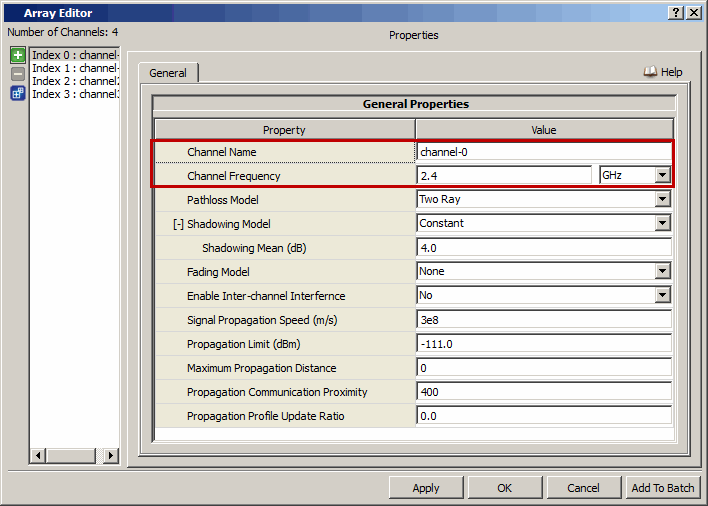 Array Editor
Number of Channels: 4
Properties
Index 0 : channel-
Index 1 : channel-
Index 2 : channel2
Index 3 : channel3
General
Help
General Properties
Property Value
Channel Name channel-0
Channel Frequency 2.4 GHz
Pathloss Model Two Ray
[-] Shadowing Model Constant
Shadowing Mean (dB) 4.0
Fading Model None
Enable Inter-channel Interfernce No
Signal Propagation Speed (m/s) 3e8
Propagation Limit (dBm) -111.0
Maximum Propagation Distance 0
Propagation Communication Proximity 400
Propagation Profile Update Ratio 0.0
Apply OK Cancel Add To Batch